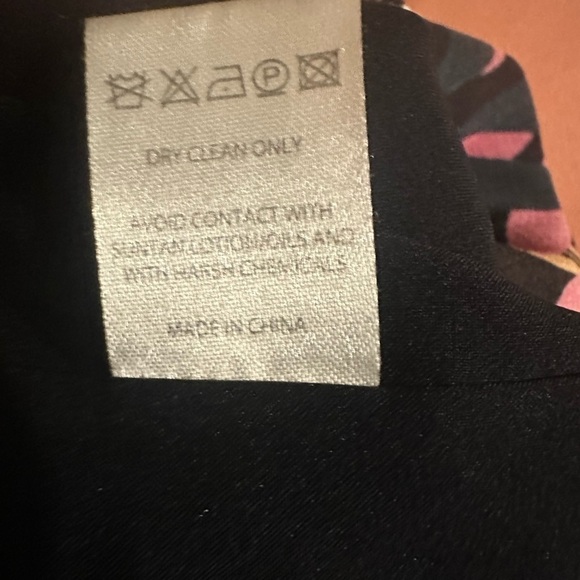 DRY CLEAN ONLY
AVOID CONTACT WITH
SUNTAN LOTION/OILS AND
WITH HARSH CHEMICALS
MADE IN CHINA